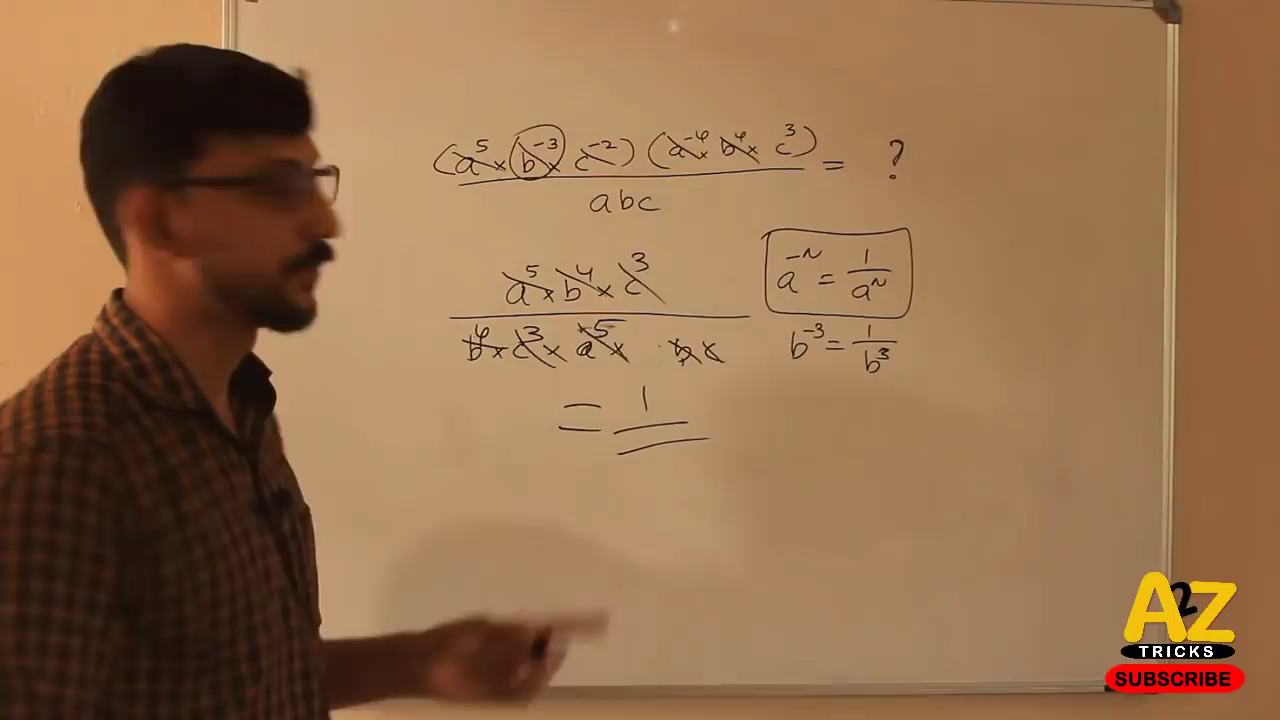 (a⁵ × b⁻³ × c⁻²) (a⁻⁴ × b⁴ × c³) = ?
abc
a⁵ × b⁴ × c³
b⁴ × c³ × a⁵ × b × c
a⁻ⁿ = 1/aⁿ
b⁻³ = 1/b³
= 1
A2Z
TRICKS
SUBSCRIBE